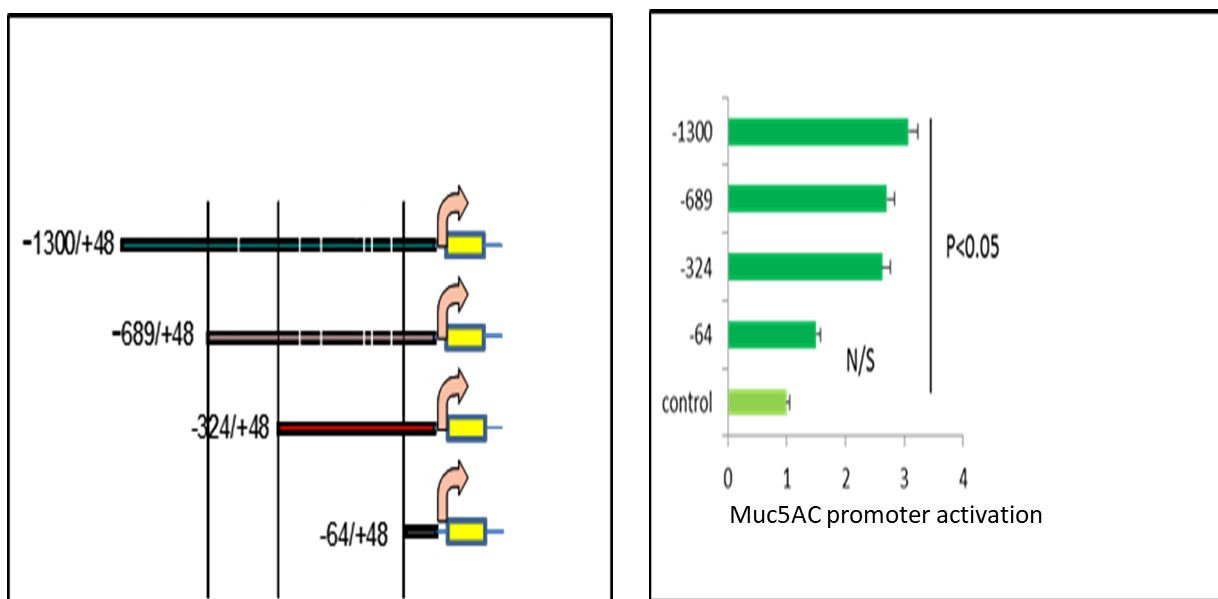 -1300/+48
-689/+48
-324/+48
-64/+48
-1300
-689
-324
-64
control
N/S
P<0.05
0 1 2 3 4
Muc5AC promoter activation